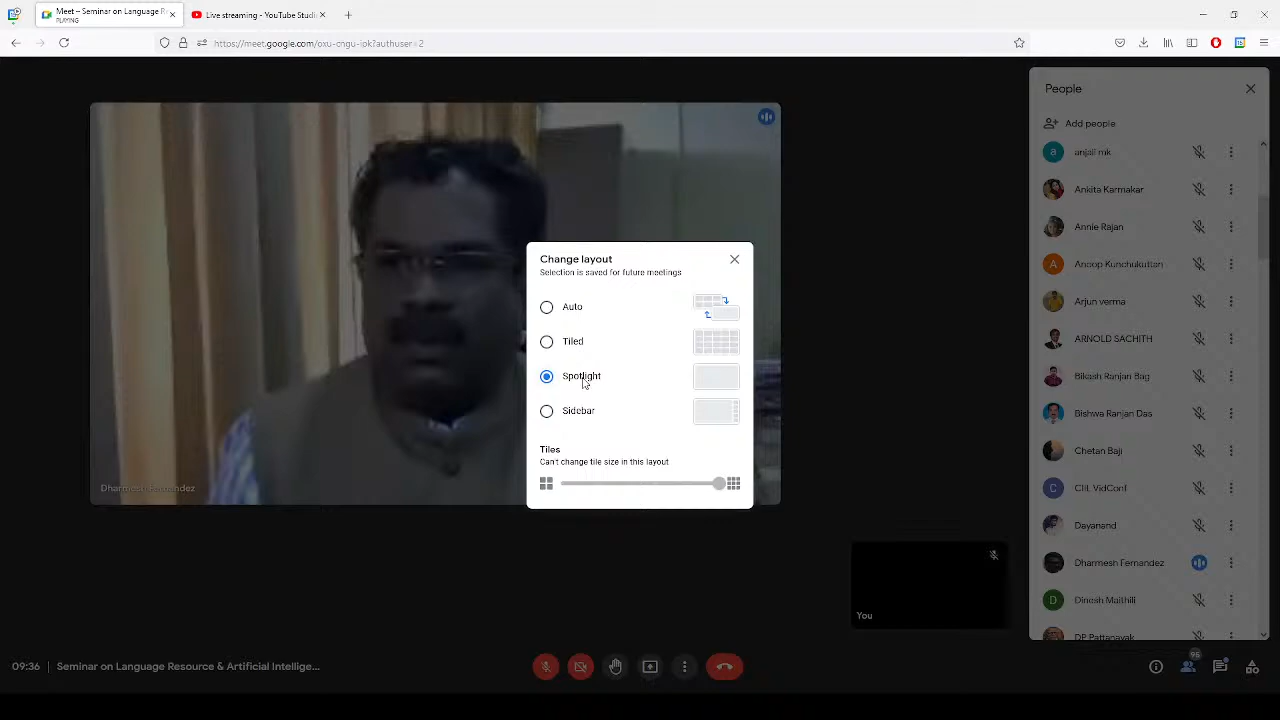 Meet – Seminar on Language Re
PLAYING
Live streaming - YouTube Studi
https://meet.google.com/oxu-cngu-ipk?authuser=2
People
Add people
anjali mk
Ankita Karmakar
Annie Rajan
Anoop Kunchukuttan
Arjun verma
ARNOLD SACHITH
Bikash Ranjan Bag
Bishwa Ranjan Das
Chetan Baji
CIIL VidConf
Dayanand
Dharmesh Fernandez
Dinesh Maithili
DP Pattanayak
Change layout
Selection is saved for future meetings
Auto
Tiled
Spotlight
Sidebar
Tiles
Can't change tile size in this layout
Dharmesh Fernandez
You
09:36 | Seminar on Language Resource & Artificial Intellige...
95